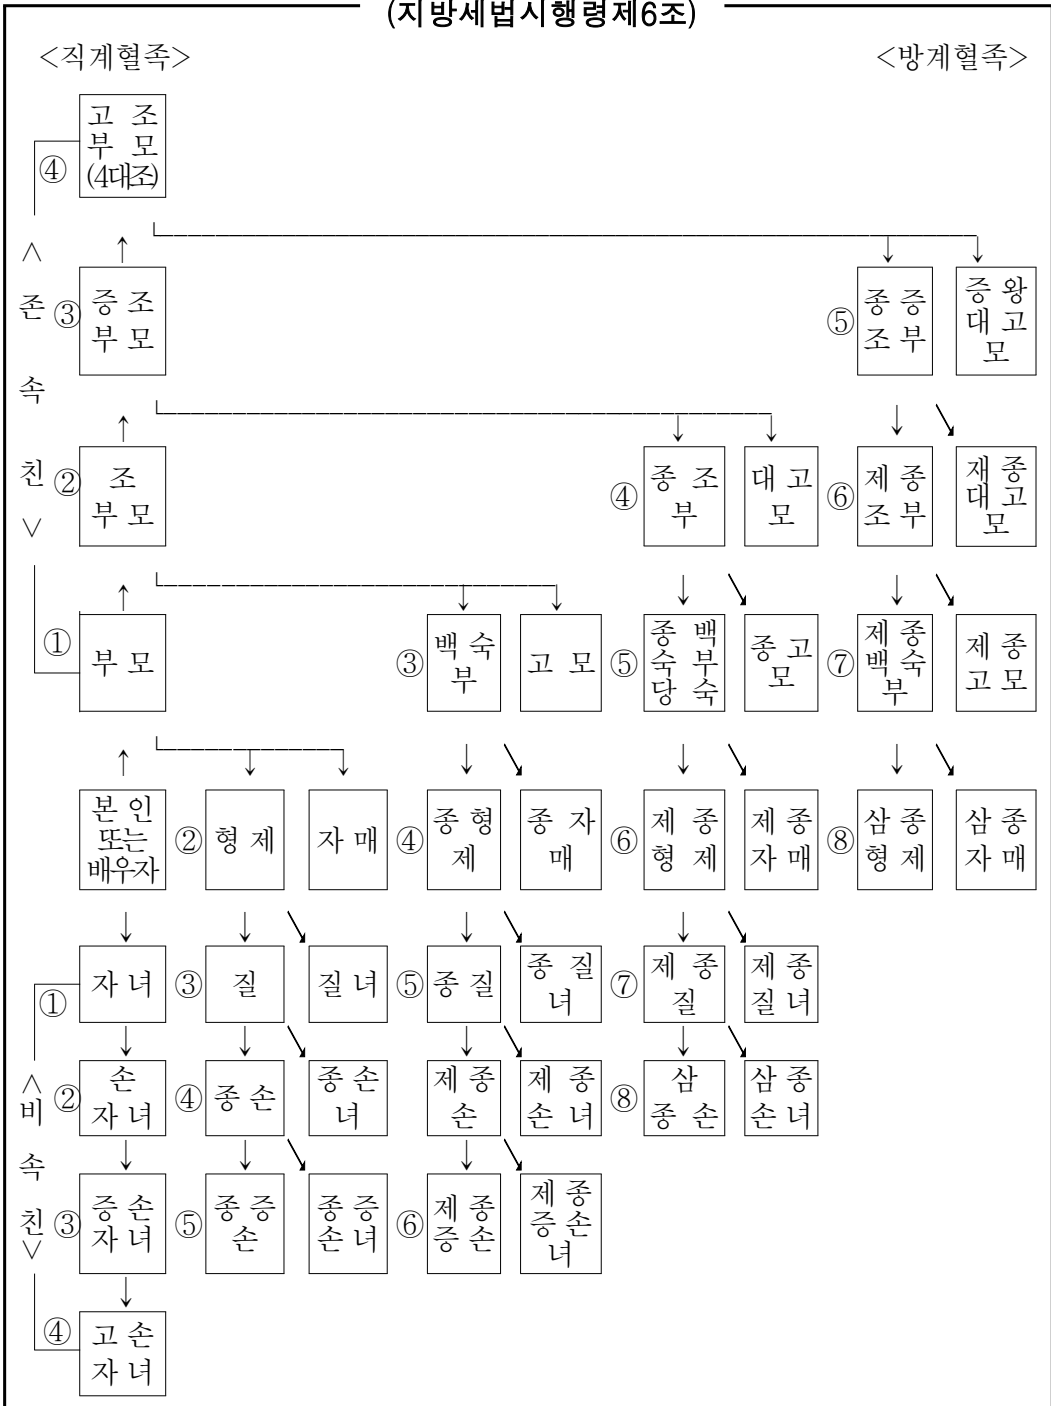 (지방세법시행령제6조)
<직계혈족>
<방계혈족>
고 조
부 모
(4대조)
④
<존 속 친>
③
증 조
부 모
⑤
종 증
조 부
증 왕
대 고
모
②
조
부 모
④
종 조
부
대 고
모
⑥
제 종
조 부
재 종
대 고
모
①
부 모
③
백 숙
부
고 모
⑤
종 백
숙 부
당 숙
종 고
모
⑦
제 종
백 숙
부
제 종
고 모
본 인
또는
배우자
②
형 제
자 매
④
종 형
제
종 자
매
⑥
제 종
형 제
제 종
자 매
⑧
삼 종
형 제
삼 종
자 매
①
자 녀
③
질
질 녀
⑤
종 질
종 질
녀
⑦
제 종
질
제 종
질 녀
<비 속 친>
②
손
자 녀
④
종 손
종 손
녀
제 종
손
제 종
손 녀
⑧
삼
종 손
삼 종
손 녀
③
증 손
자 녀
⑤
종 증
손
종 증
손 녀
⑥
제 종
증 손
제 종
증 손
녀
④
고 손
자 녀